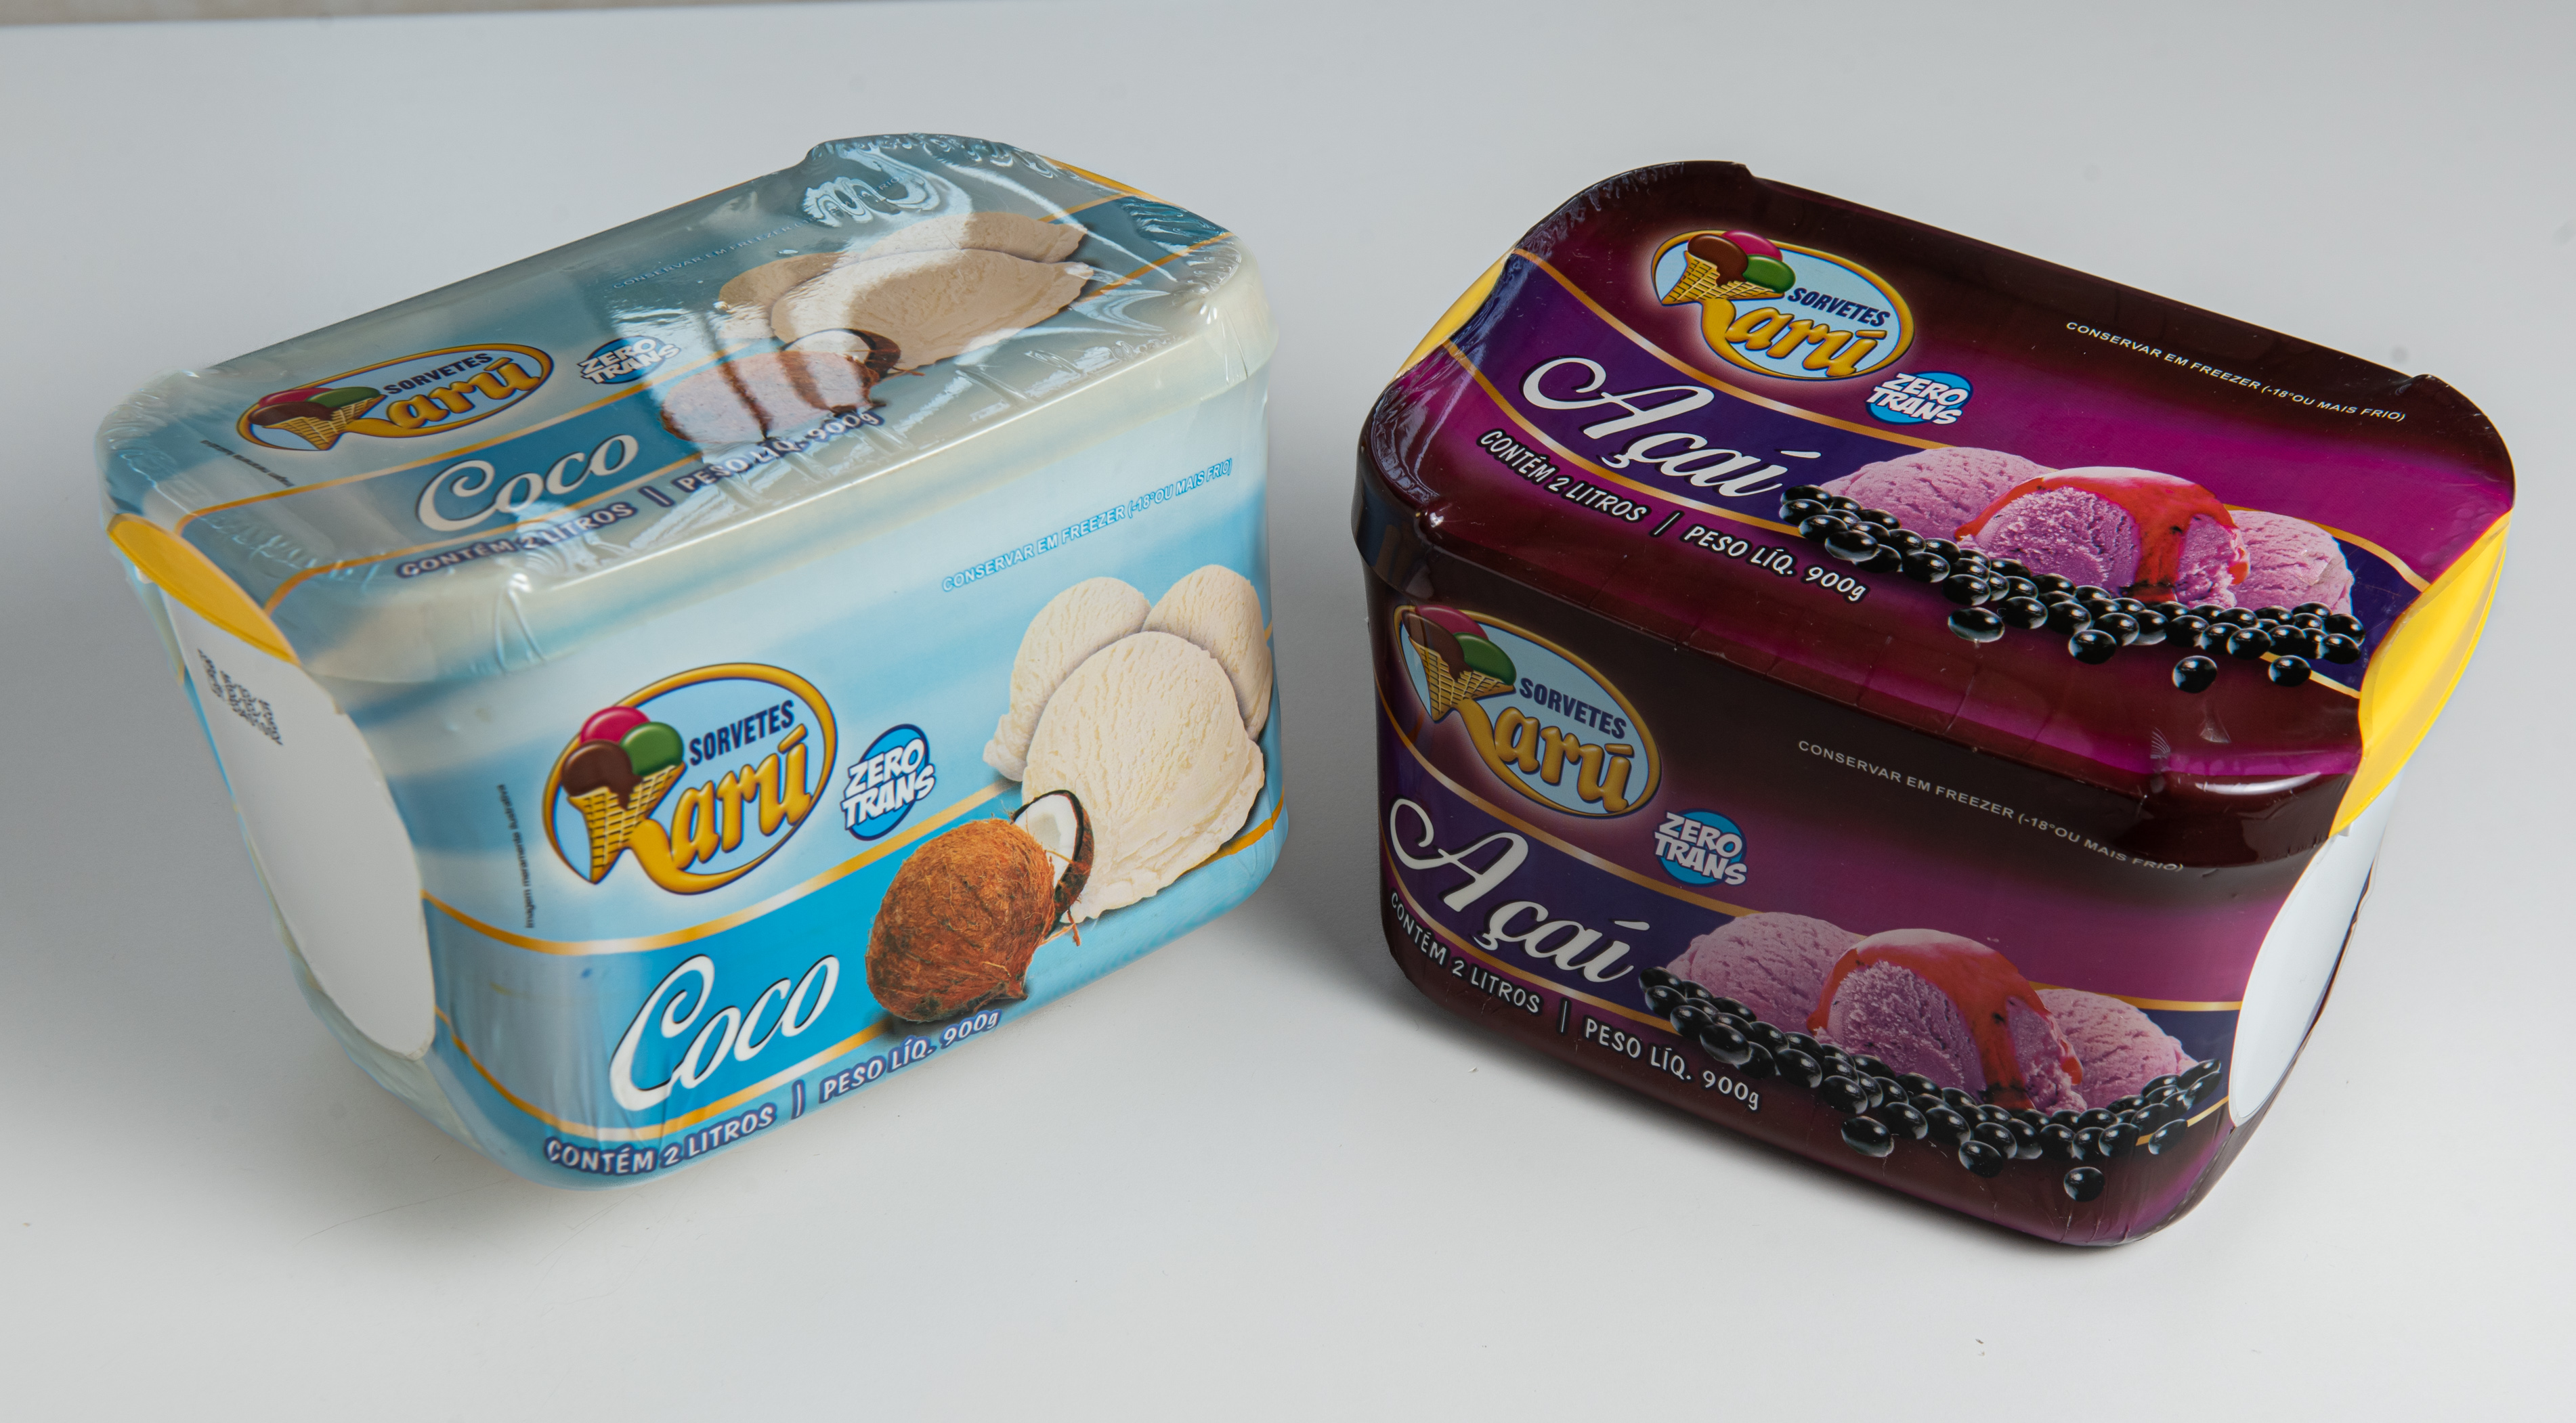 SORVETES
Karú
ZERO
TRANS
CONSERVAR EM FREEZER
Coco
CONTÉM 2 LITROS | PESO LÍQ. 900g
CONSERVAR EM FREEZER (-18°OU MAIS FRIO)
SORVETES
Karú
ZERO
TRANS
Imagem meramente ilustrativa
Coco
CONTÉM 2 LITROS | PESO LÍQ. 900g
SORVETES
Karú
CONSERVAR EM FREEZER (-18°OU MAIS FRIO)
ZERO
TRANS
Açaí
CONTÉM 2 LITROS | PESO LÍQ. 900g
SORVETES
Karú
CONSERVAR EM FREEZER (-18°OU MAIS FRIO)
ZERO
TRANS
Açaí
CONTÉM 2 LITROS | PESO LÍQ. 900g